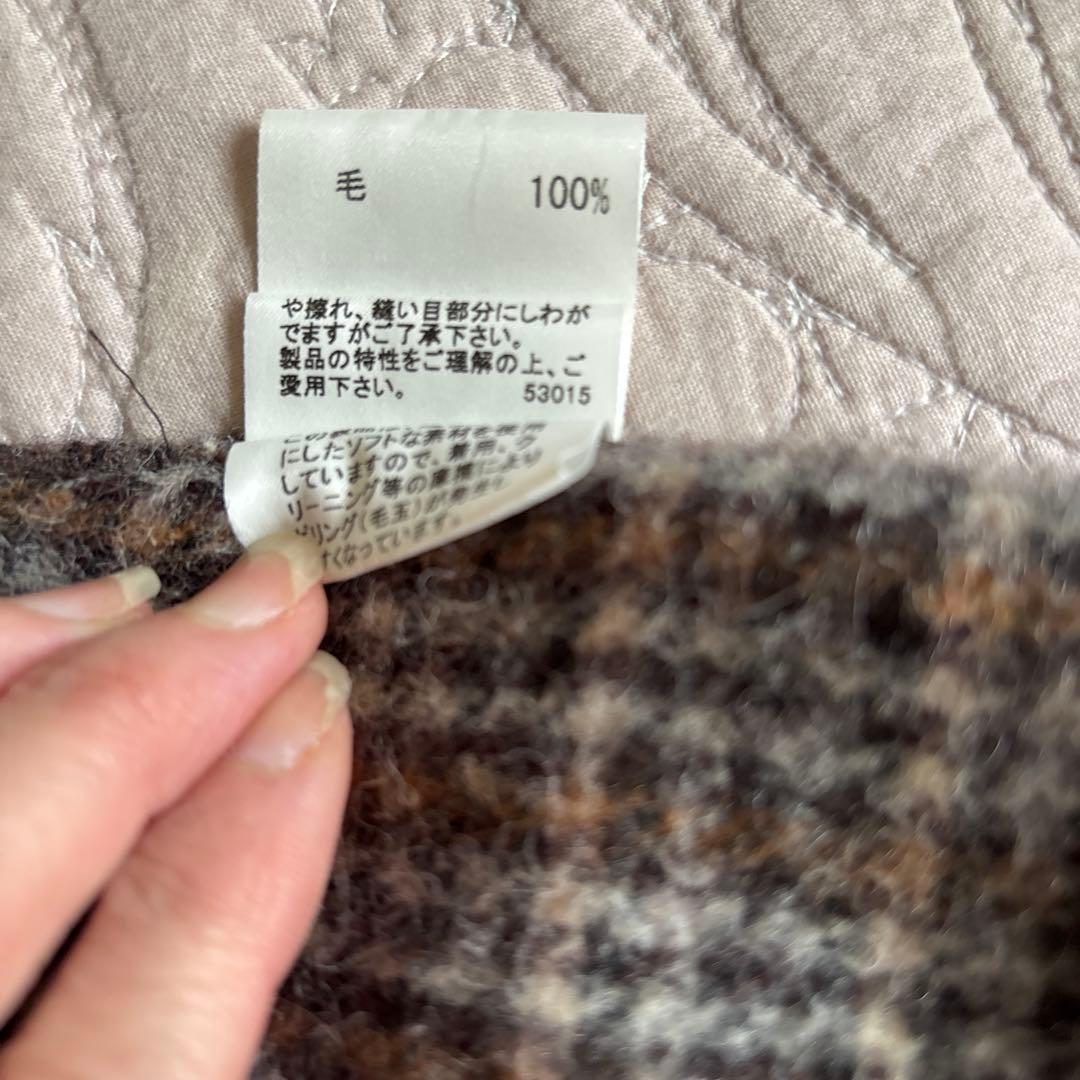 毛 100%
や擦れ、縫い目部分にしわが
でますがご了承下さい。
製品の特性をご理解の上、ご
愛用下さい。 53015
にしたソフトな素材を使用
していますので、着用、ク
リーニング等の摩擦により
ピリング(毛玉)が発生し
すくなっています。